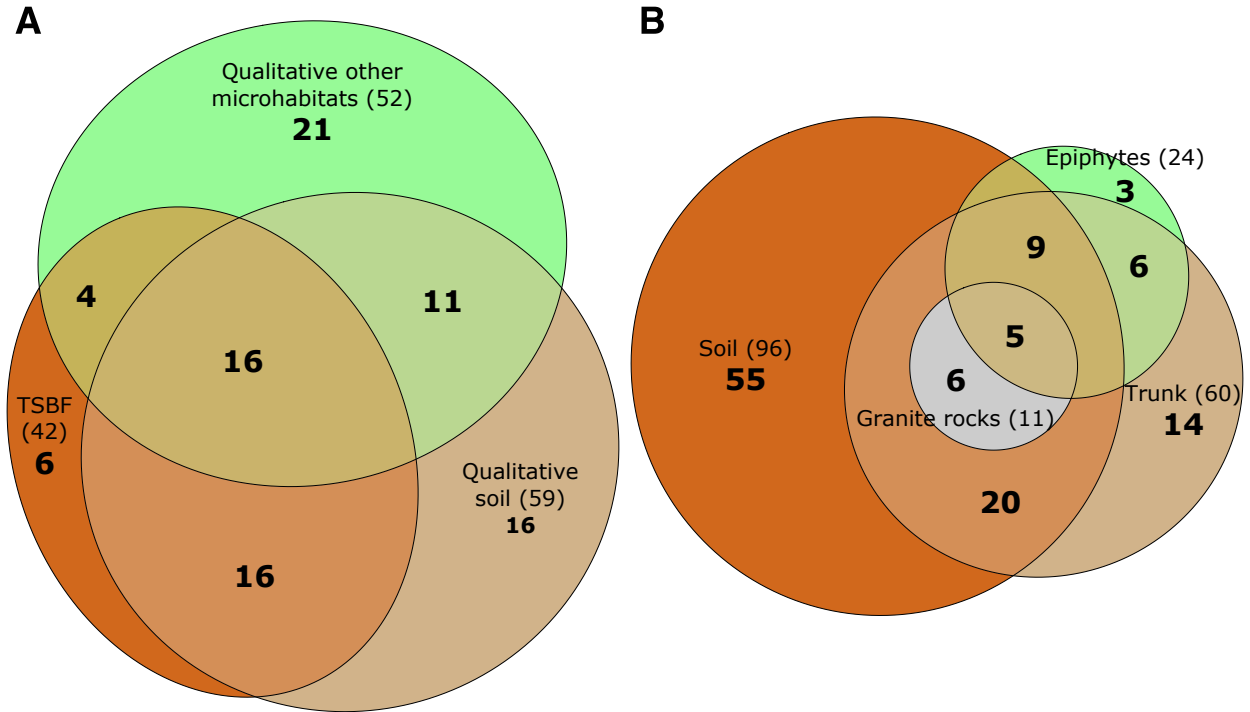 A
Qualitative other
microhabitats (52)
21
4
11
16
TSBF
(42)
6
Qualitative
soil (59)
16
16
B
Epiphytes (24)
3
9
6
5
Soil (96)
55
6
Trunk (60)
14
Granite rocks (11)
20